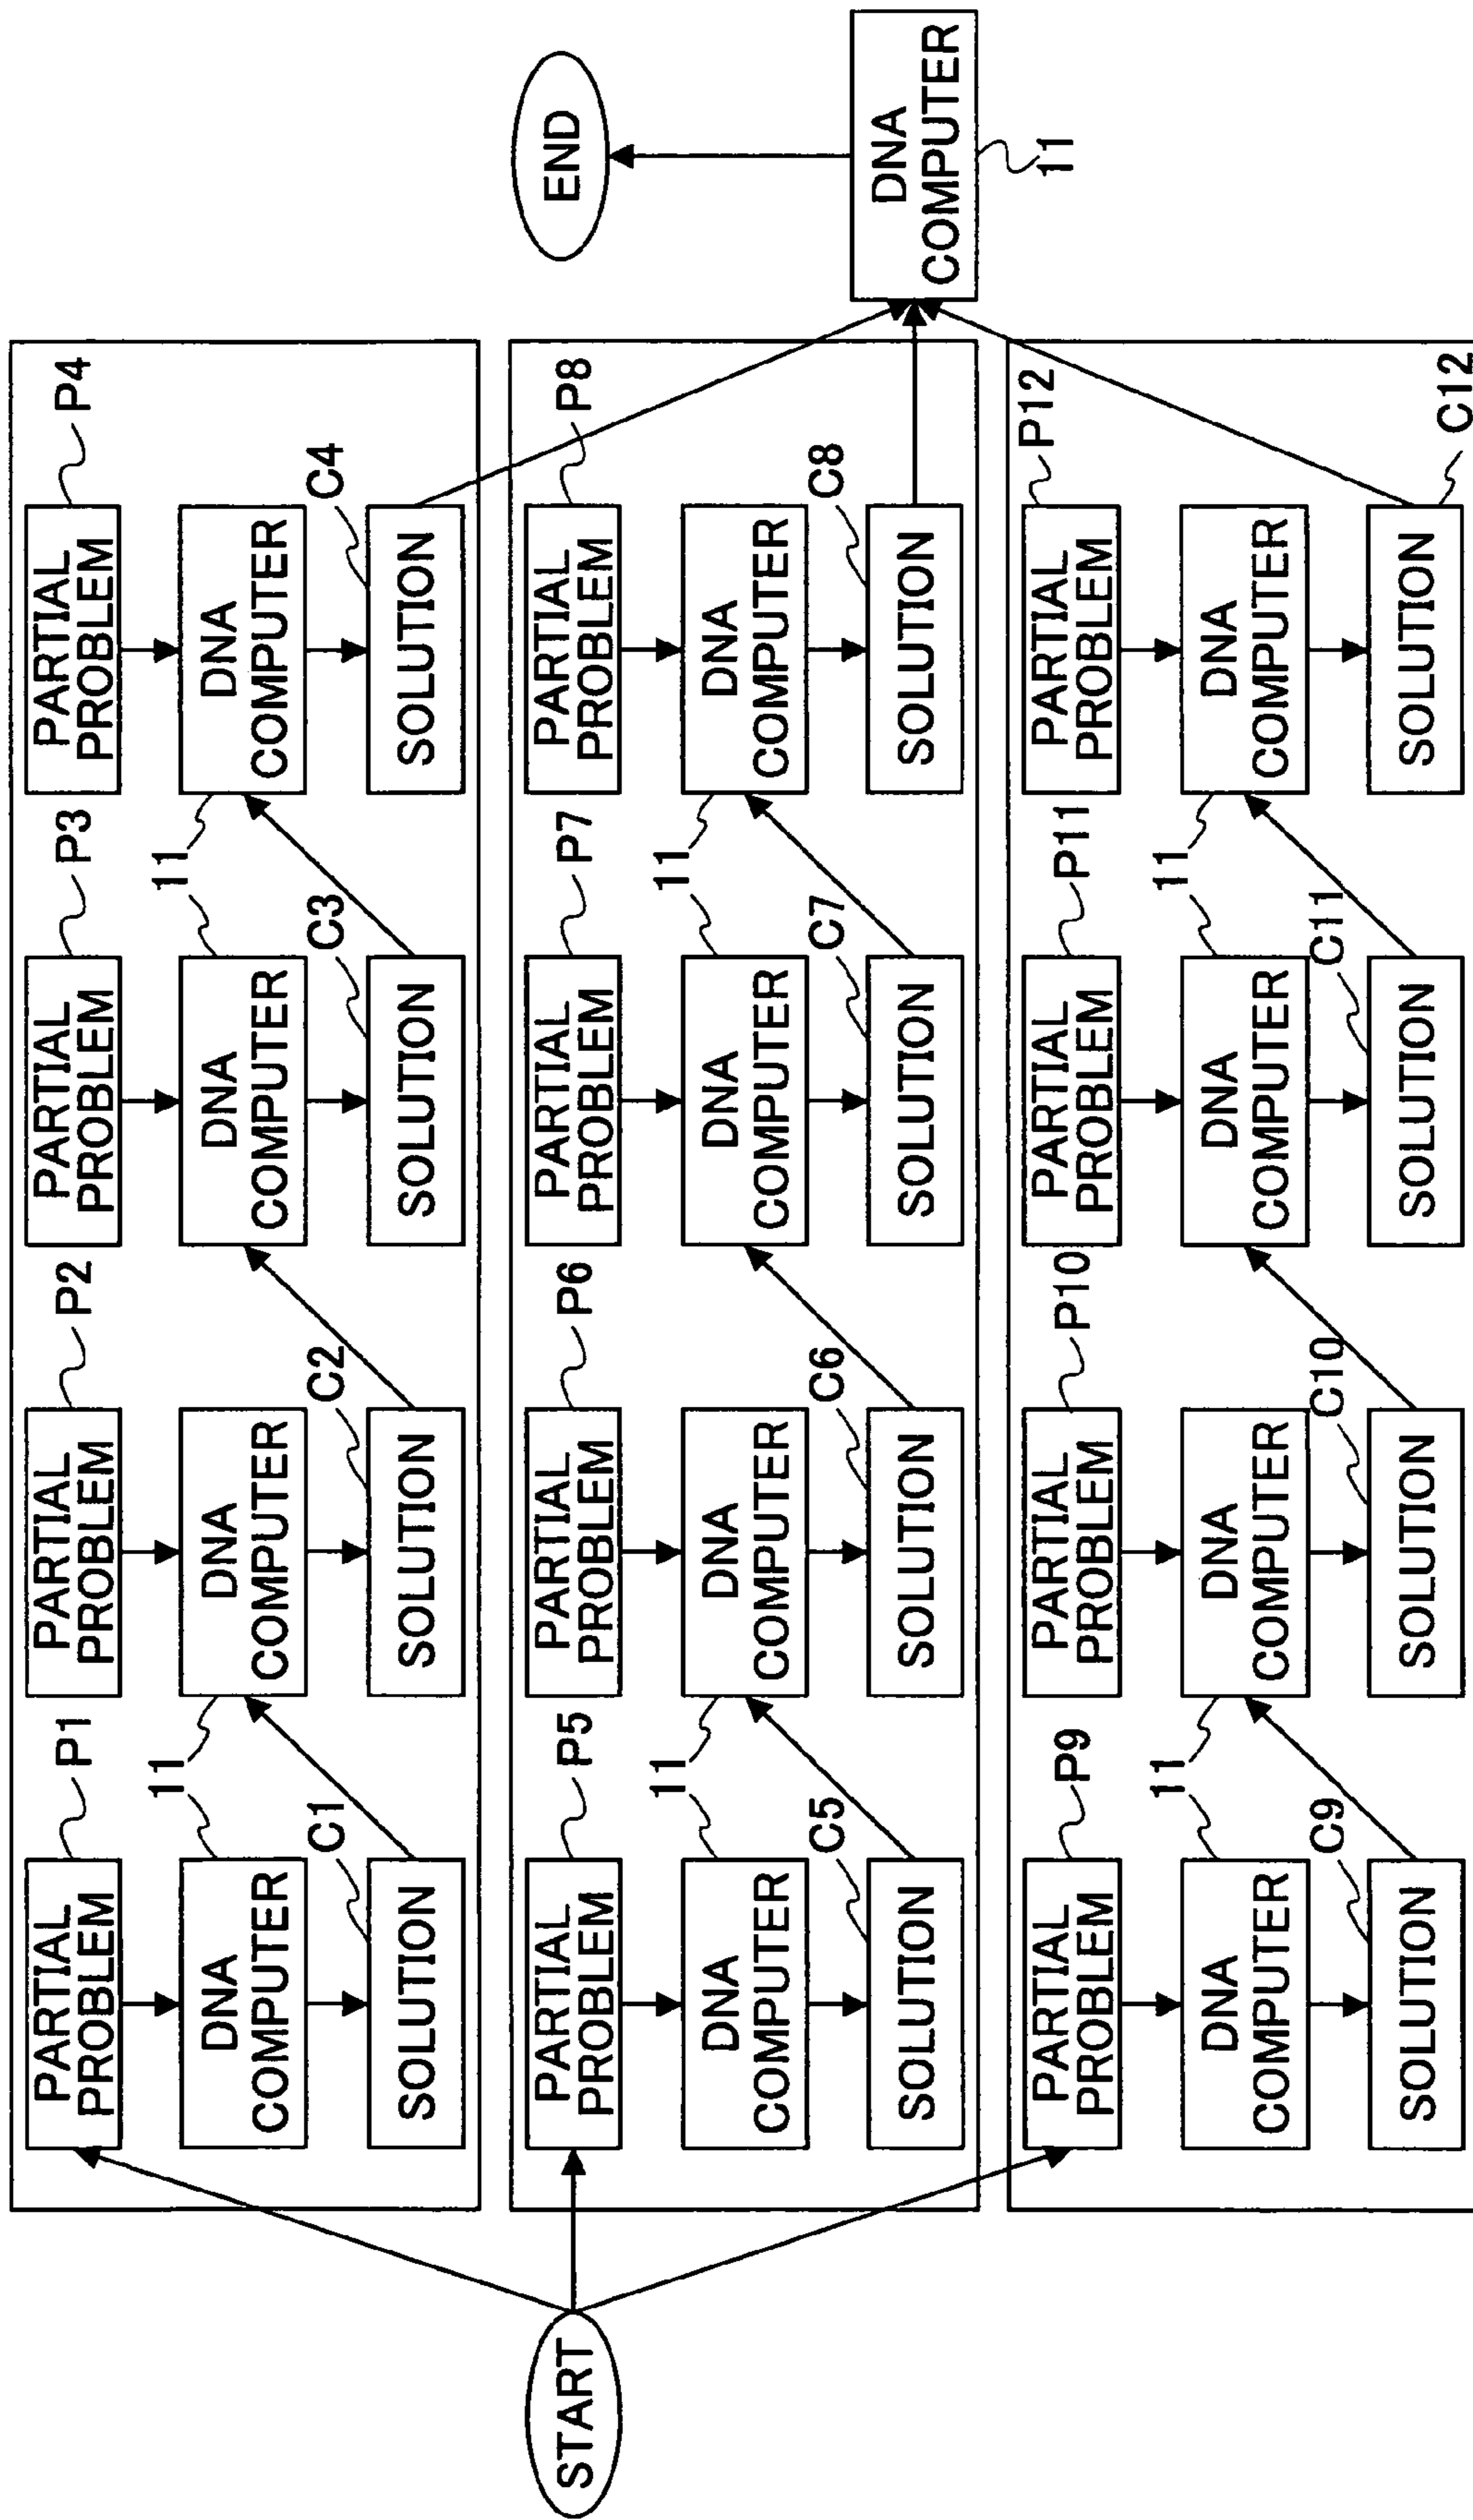 START
P1
P2
P3
P4
PARTIAL
PROBLEM
PARTIAL
PROBLEM
PARTIAL
PROBLEM
PARTIAL
PROBLEM
11
11
DNA
COMPUTER
DNA
COMPUTER
DNA
COMPUTER
DNA
COMPUTER
C1
C2
C3
C4
SOLUTION
SOLUTION
SOLUTION
SOLUTION
P5
P6
P7
P8
PARTIAL
PROBLEM
PARTIAL
PROBLEM
PARTIAL
PROBLEM
PARTIAL
PROBLEM
11
11
DNA
COMPUTER
DNA
COMPUTER
DNA
COMPUTER
DNA
COMPUTER
C5
C6
C7
C8
SOLUTION
SOLUTION
SOLUTION
SOLUTION
P9
P10
P11
P12
PARTIAL
PROBLEM
PARTIAL
PROBLEM
PARTIAL
PROBLEM
PARTIAL
PROBLEM
11
11
DNA
COMPUTER
DNA
COMPUTER
DNA
COMPUTER
DNA
COMPUTER
C9
C10
C11
C12
SOLUTION
SOLUTION
SOLUTION
SOLUTION
END
DNA
COMPUTER
11